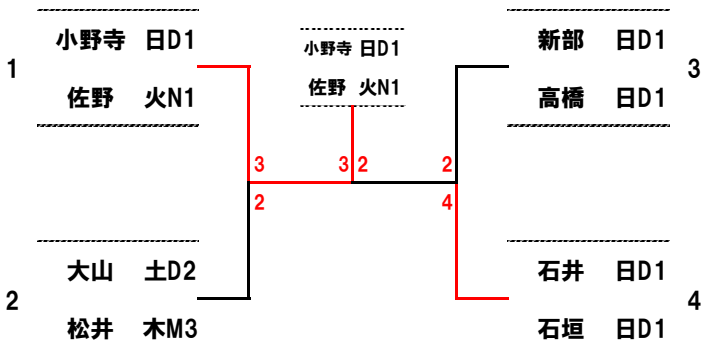 1
小野寺 日D1
佐野 火N1
小野寺 日D1
佐野 火N1
新部 日D1
高橋 日D1
3
3
3 2
2
2
4
2
大山 土D2
松井 木M3
石井 日D1
石垣 日D1
4